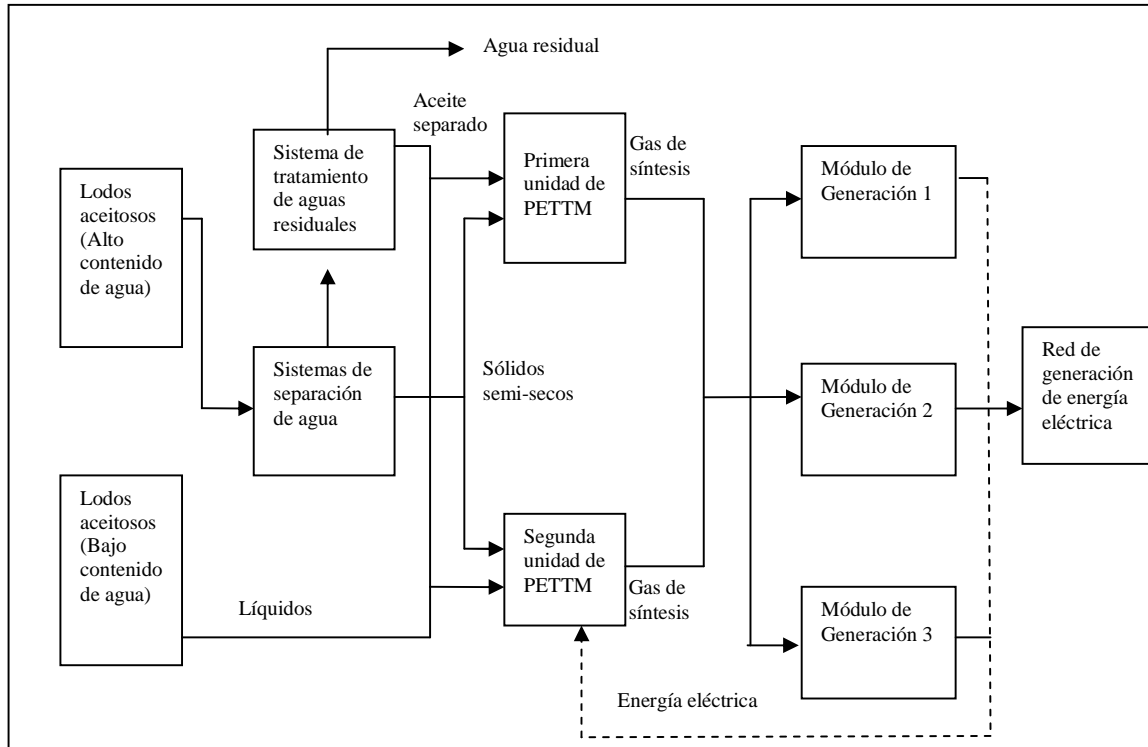 Agua residual
Aceite
separado
Sistema de
tratamiento
de aguas
residuales
Primera
unidad de
PETTM
Gas de
síntesis
Módulo de
Generación 1
Lodos
aceitosos
(Alto
contenido
de agua)
Sistemas de
separación
de agua
Sólidos
semi-secos
Módulo de
Generación 2
Red de
generación
de energía
eléctrica
Lodos
aceitosos
(Bajo
contenido
de agua)
Líquidos
Segunda
unidad de
PETTM
Gas de
síntesis
Módulo de
Generación 3
Energía eléctrica